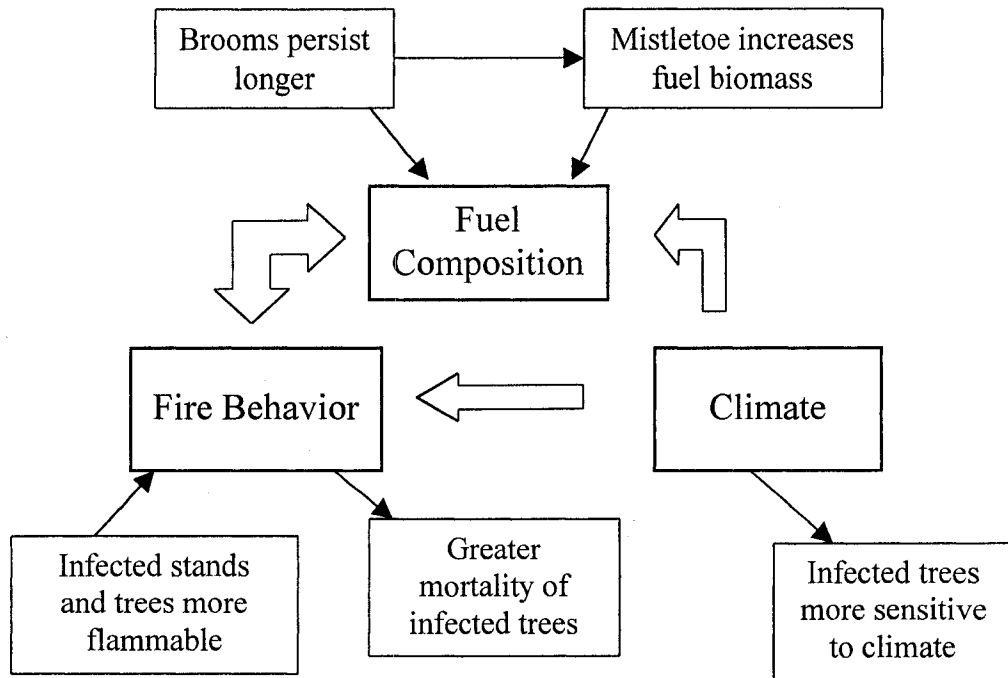 Brooms persist
longer
Mistletoe increases
fuel biomass
Fuel
Composition
Fire Behavior
Climate
Infected stands
and trees more
flammable
Greater
mortality of
infected trees
Infected trees
more sensitive
to climate